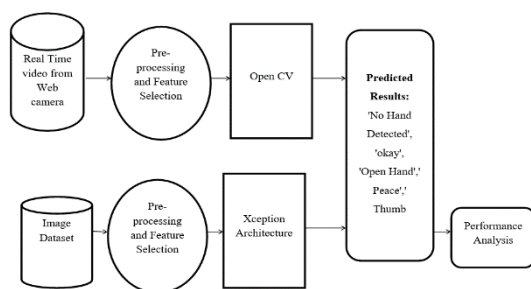 Real Time
video from
Web
camera
Pre-
processing
and Feature
Selection
Open CV
Predicted
Results:
'No Hand
Detected',
'okay',
'Open Hand','
Peace','
Thumb
Image
Dataset
Pre-
processing
and Feature
Selection
Xception
Architecture
Performance
Analysis